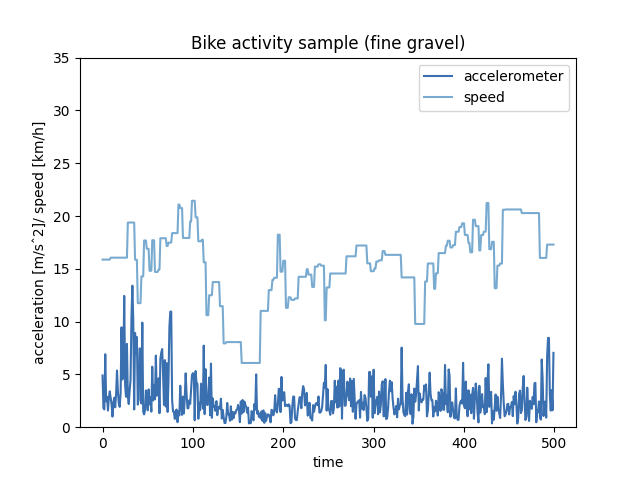 Bike activity sample (fine gravel)
accelerometer
speed
acceleration [m/s^2]/ speed [km/h]
35
30
25
20
15
10
5
0
0 100 200 300 400 500
time